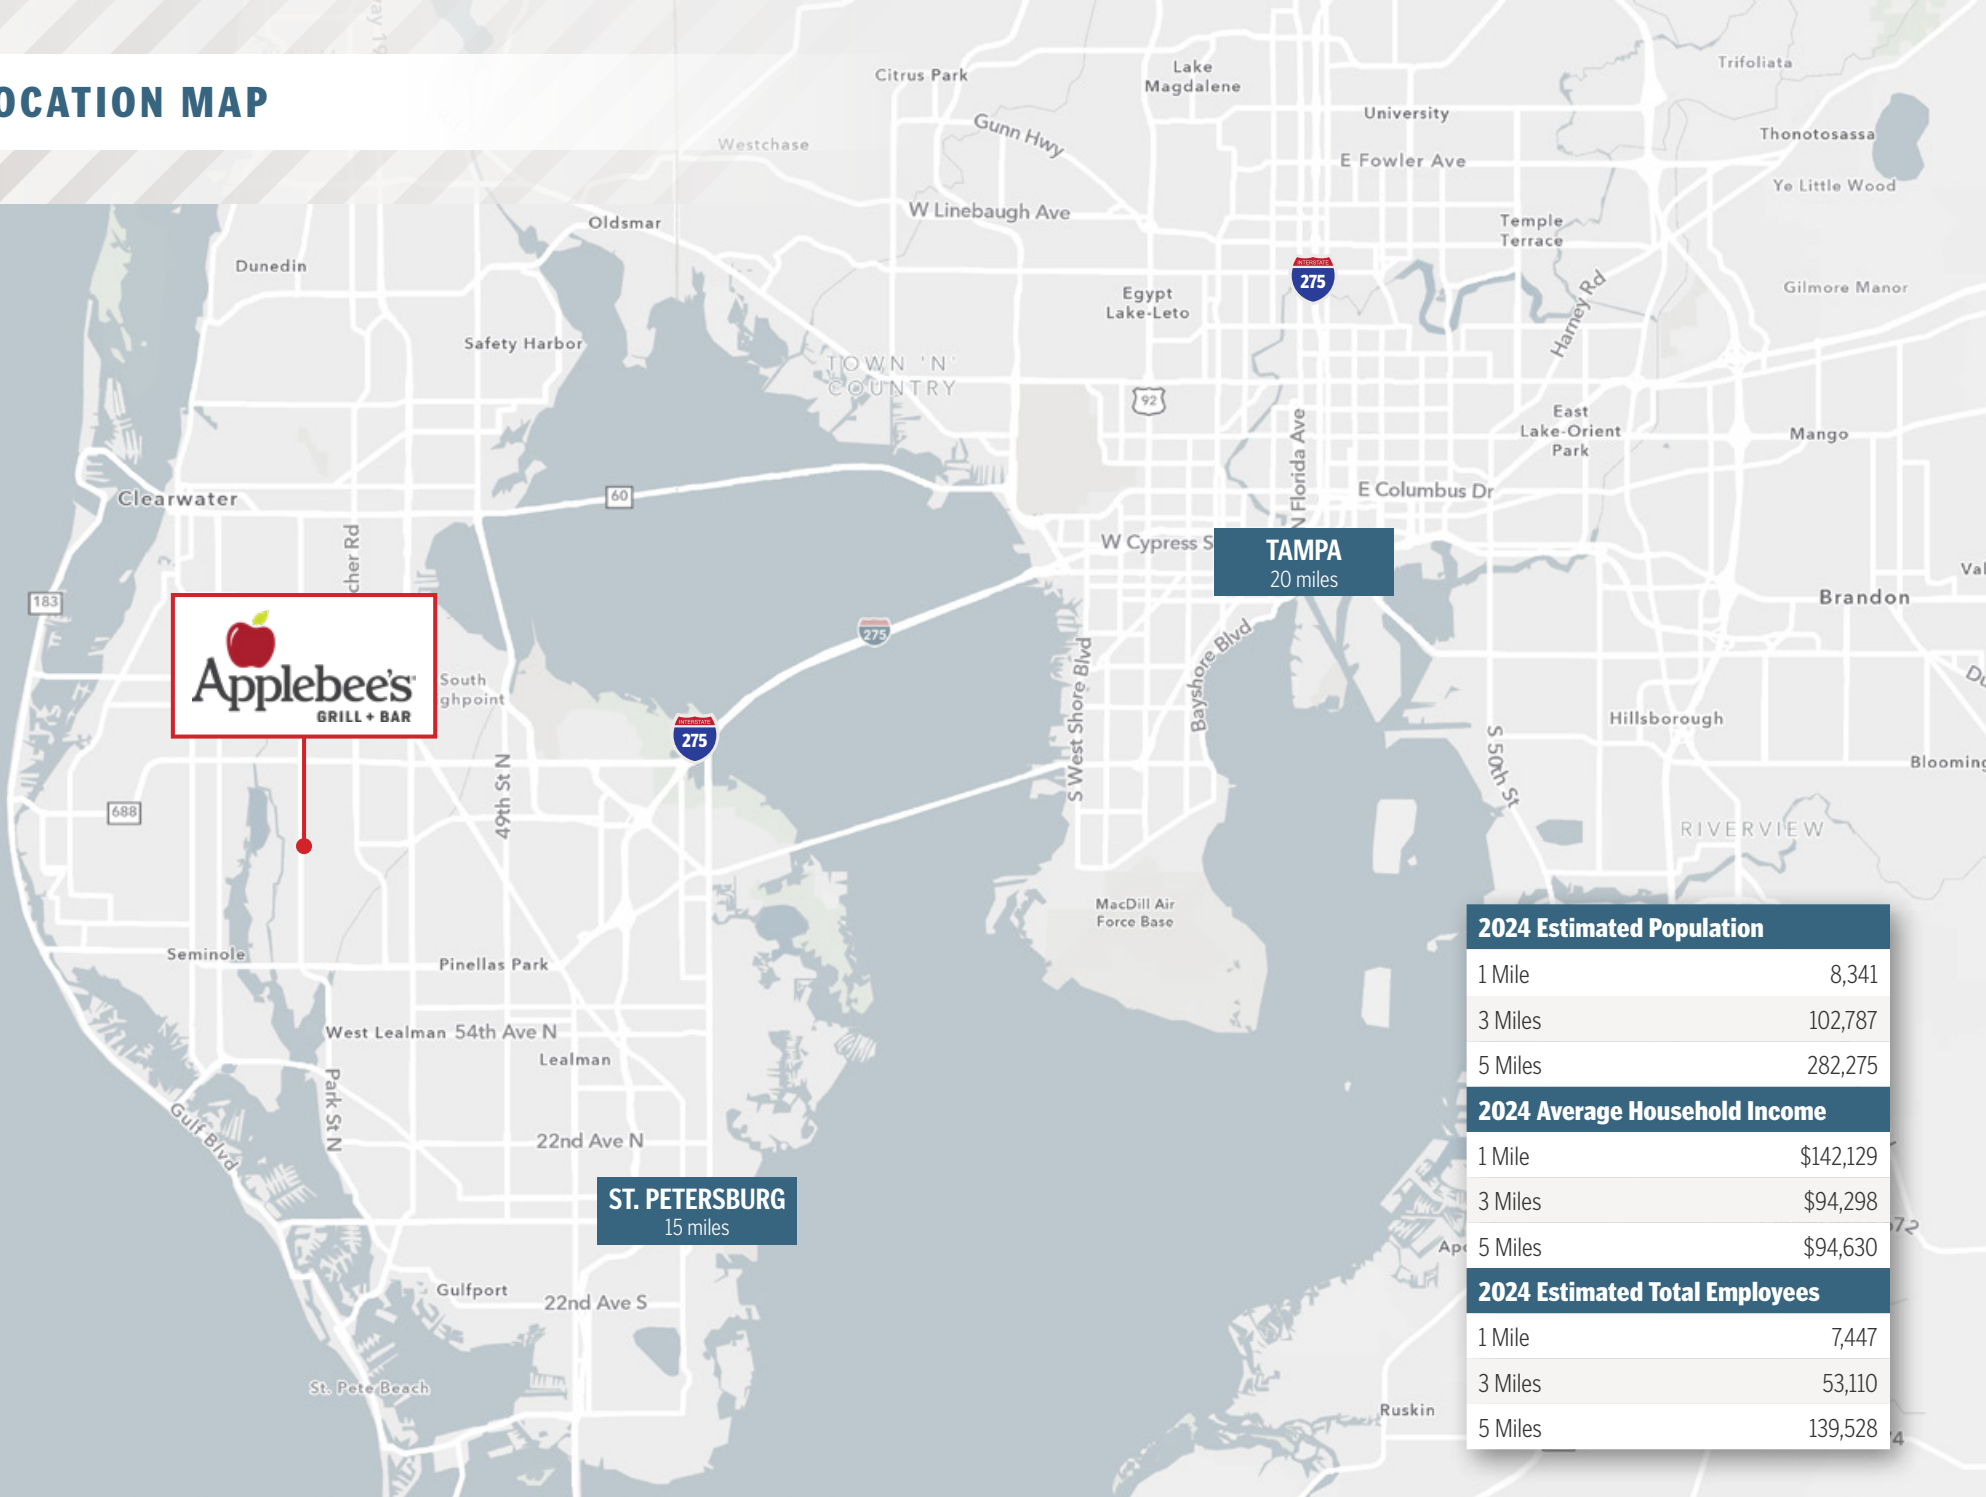 OCATION MAP
Citrus Park
Lake
Magdalene
Trifoliata
University
Gunn Hwy
Thonotosassa
Westchase
E Fowler Ave
Ye Little Wood
W Linebaugh Ave
Oldsmar
Temple
Terrace
Dunedin
INTERSTATE
275
Harney Rd
Gilmore Manor
Egypt
Lake-Leto
Safety Harbor
TOWN 'N'
COUNTRY
92
N Florida Ave
East
Lake-Orient
Park
Mango
Clearwater
60
E Columbus Dr
cher Rd
W Cypress S
TAMPA
20 miles
Val
183
Brandon
275
Applebee's
GRILL + BAR
South
ghpoint
Bayshore Blvd
S West Shore Blvd
Hillsborough
INTERSTATE
275
49th St N
S 50th St
Blooming
688
RIVERVIEW
MacDill Air
Force Base
Seminole
Pinellas Park
West Lealman
54th Ave N
Lealman
Park St N
Gulf Blvd
22nd Ave N
ST. PETERSBURG
15 miles
Gulfport
22nd Ave S
St. Pete Beach
Ruskin
2024 Estimated Population
1 Mile 8,341
3 Miles 102,787
5 Miles 282,275
2024 Average Household Income
1 Mile $142,129
3 Miles $94,298
5 Miles $94,630
2024 Estimated Total Employees
1 Mile 7,447
3 Miles 53,110
5 Miles 139,528